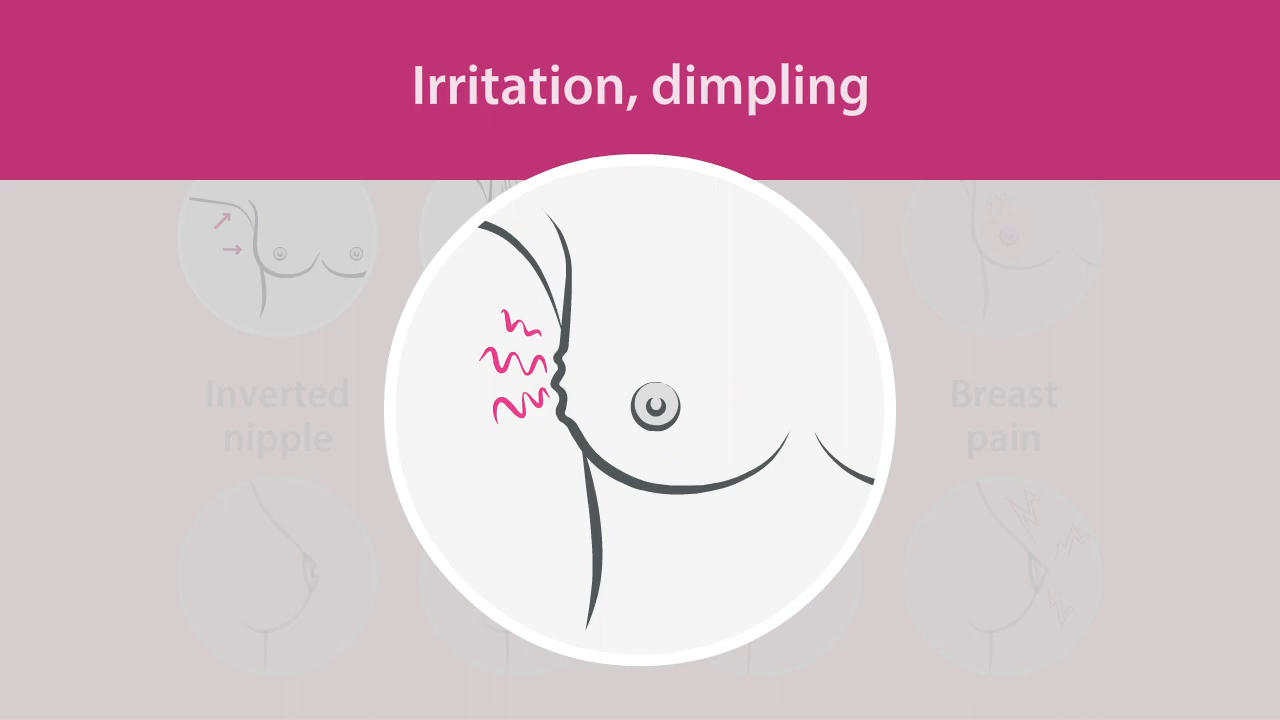 Irritation, dimpling
Inverted
nipple
Breast
pain